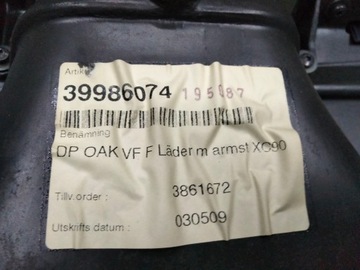 Artikel
39986074 195087
Benämning
DP OAK VF F Läder m armst XC90
Tillv.order : 3861672
Utskrifts datum : 030509